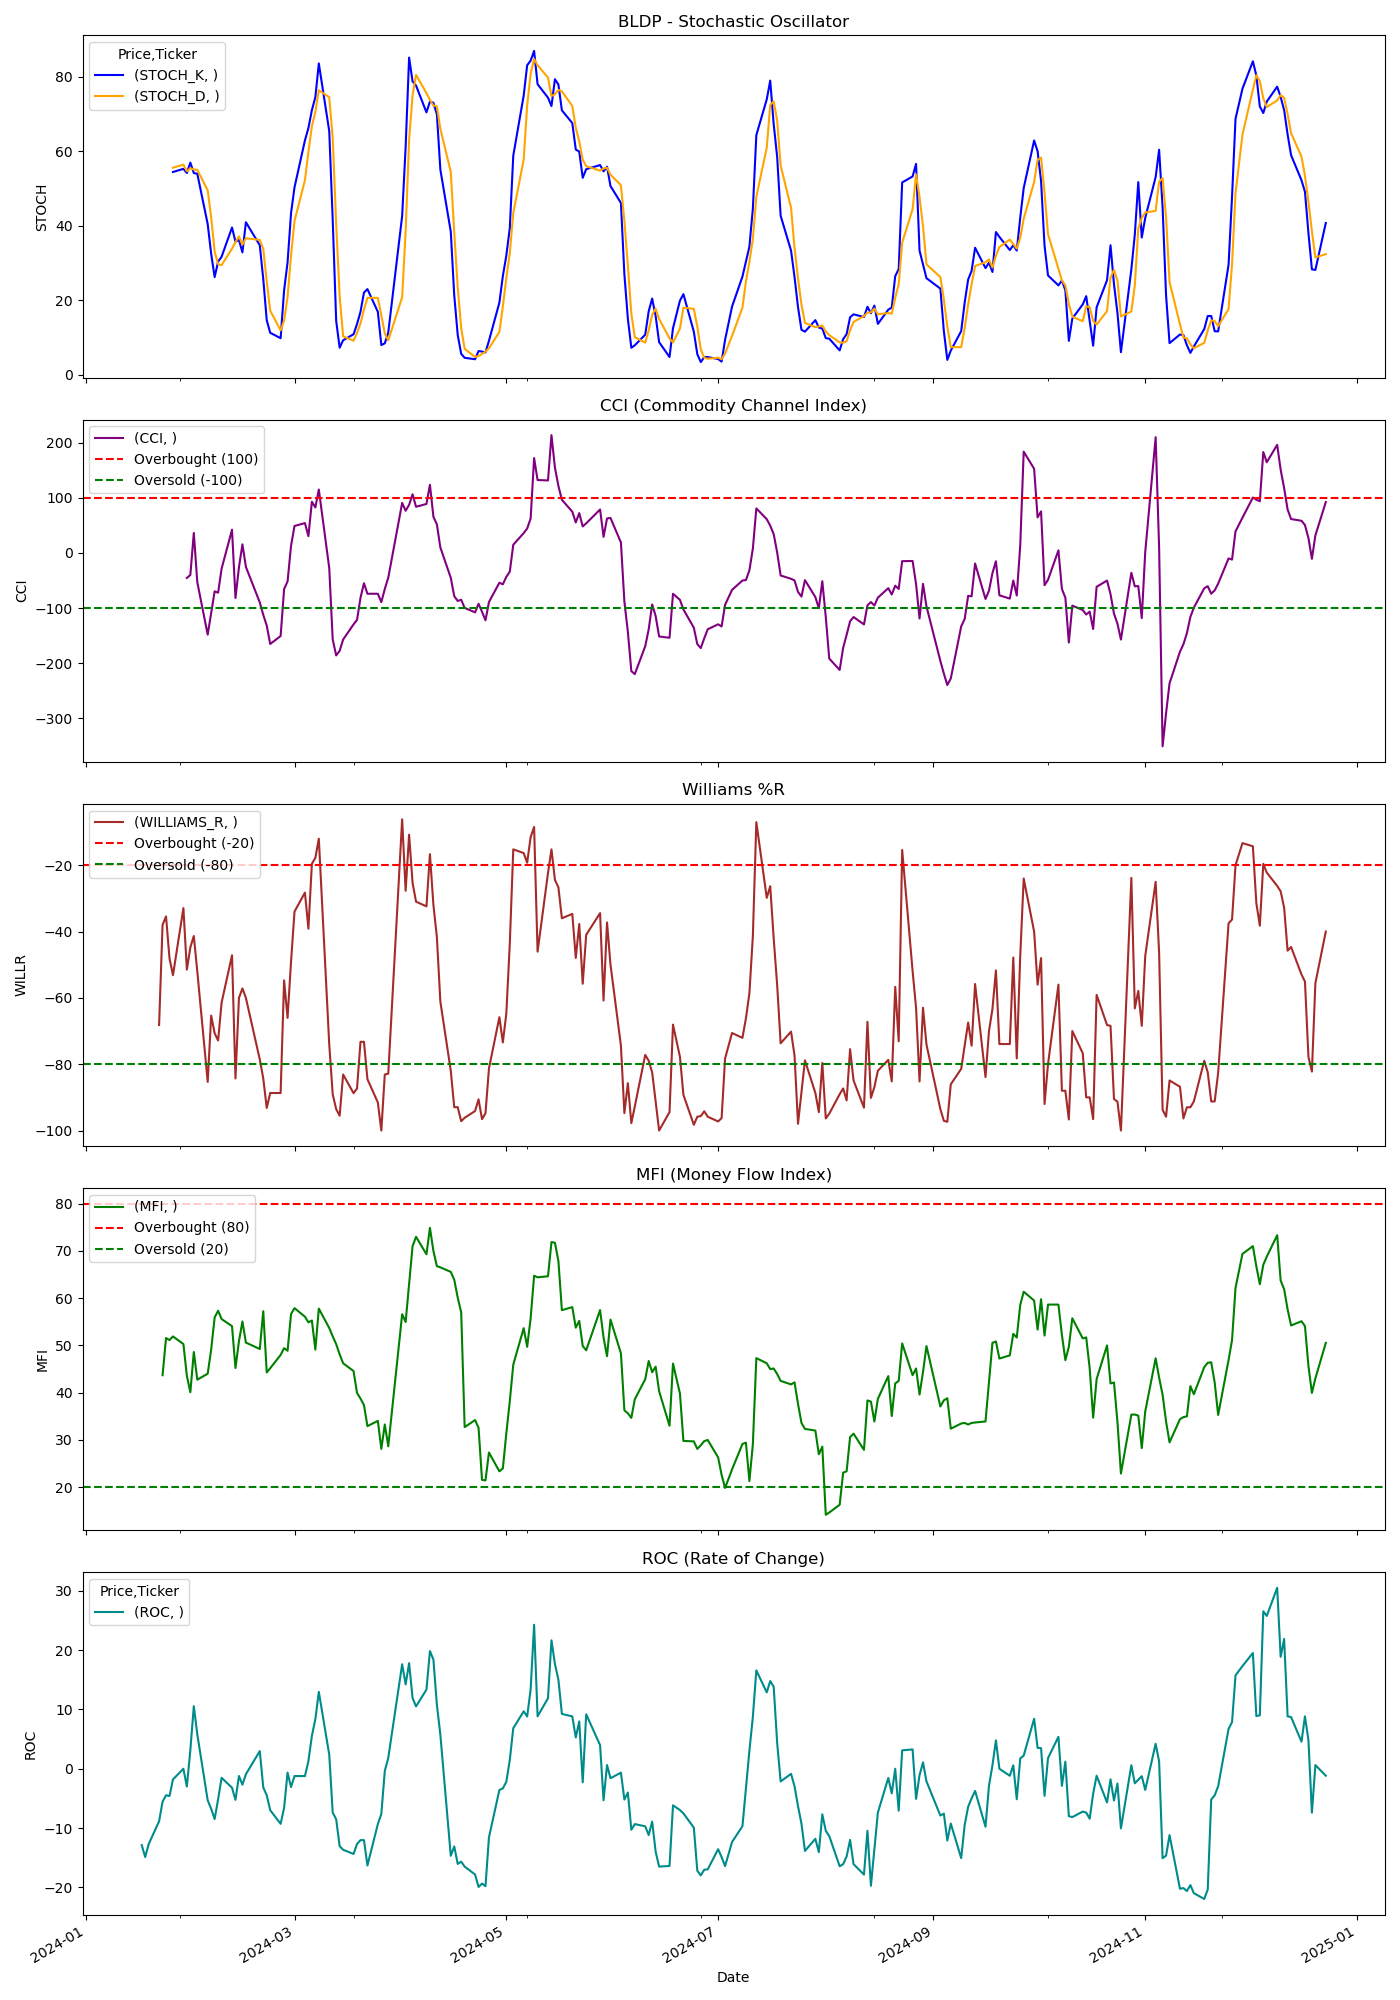 BLDP - Stochastic Oscillator
Price,Ticker
(STOCH_K, )
(STOCH_D, )
80
60
40
20
0
STOCH
CCI (Commodity Channel Index)
(CCI, )
Overbought (100)
Oversold (-100)
200
100
0
−100
−200
−300
CCI
Williams %R
(WILLIAMS_R, )
Overbought (-20)
Oversold (-80)
−20
−40
−60
−80
−100
WILLR
MFI (Money Flow Index)
(MFI, )
Overbought (80)
Oversold (20)
80
70
60
50
40
30
20
MFI
ROC (Rate of Change)
Price,Ticker
(ROC, )
30
20
10
0
−10
−20
ROC
2024-01
2024-03
2024-05
2024-07
2024-09
2024-11
2025-01
Date